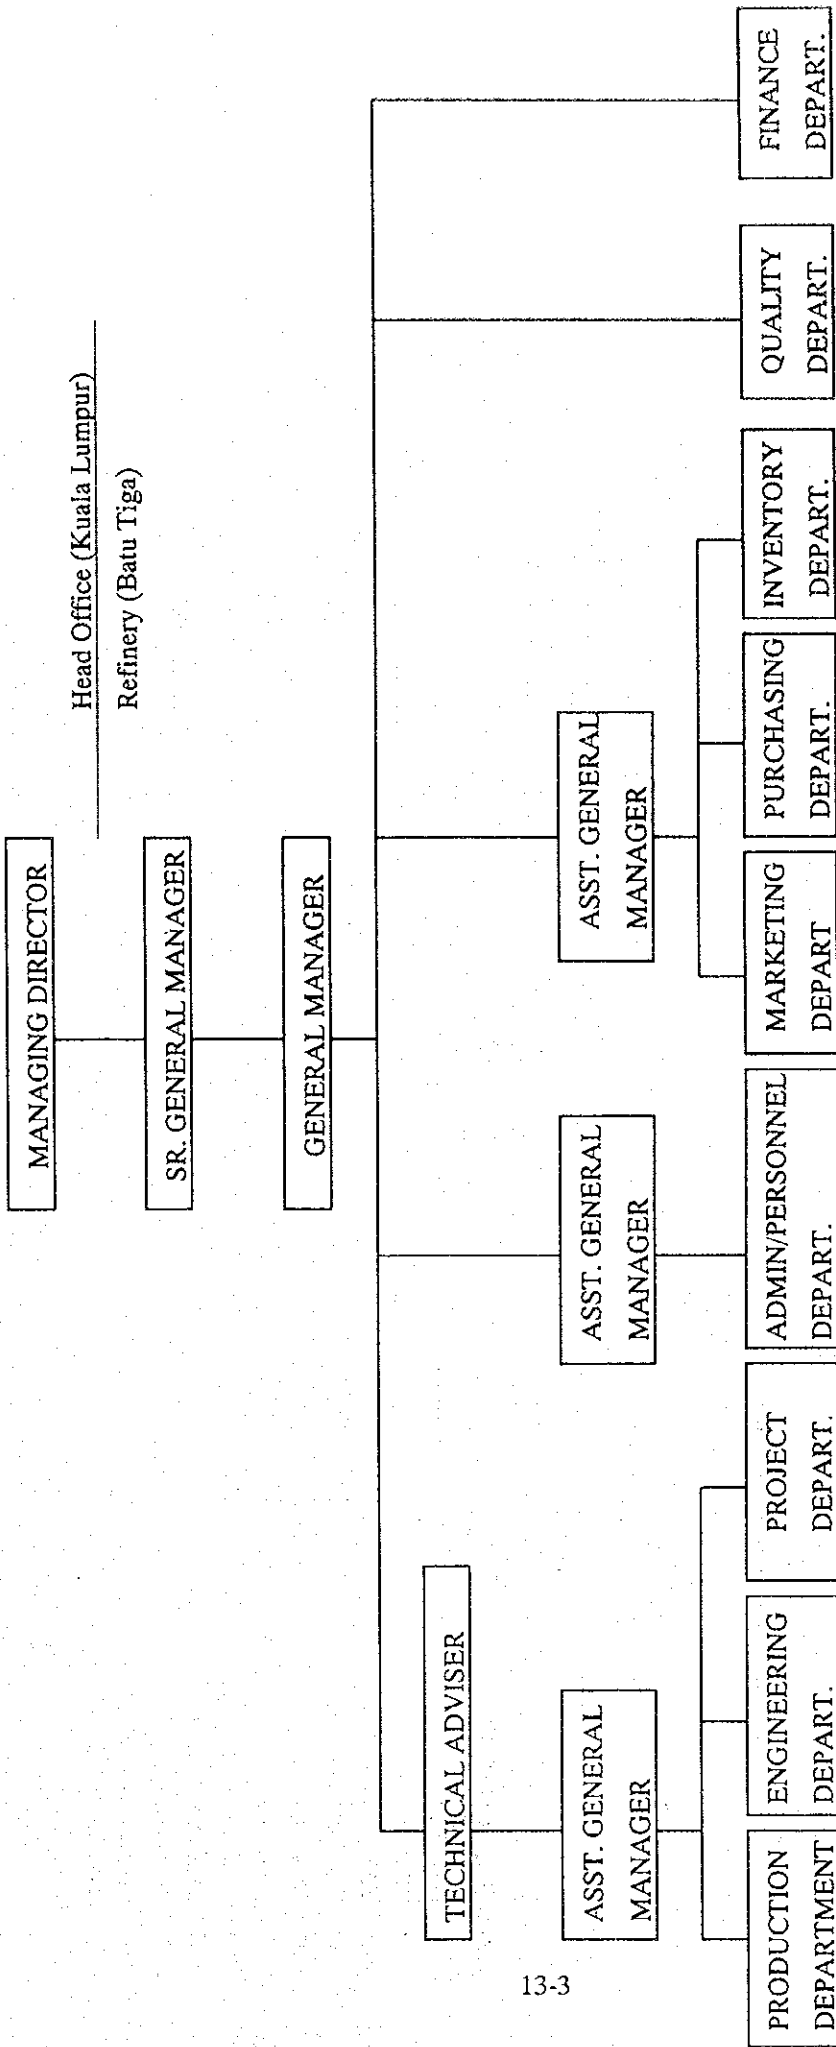 MANAGING DIRECTOR
Head Office (Kuala Lumpur)
Refinery (Batu Tiga)
SR. GENERAL MANAGER
GENERAL MANAGER
TECHNICAL ADVISER
ASST. GENERAL
MANAGER
ASST. GENERAL
MANAGER
ASST. GENERAL
MANAGER
PRODUCTION
DEPARTMENT
ENGINEERING
DEPART.
PROJECT
DEPART.
ADMIN/PERSONNEL
DEPART.
MARKETING
DEPART
PURCHASING
DEPART.
INVENTORY
DEPART.
QUALITY
DEPART.
FINANCE
DEPART.
13-3